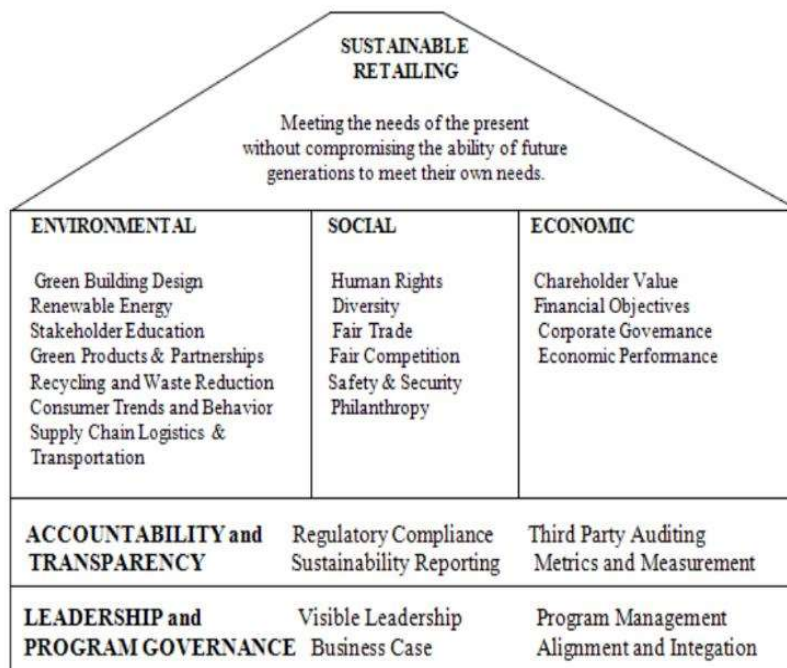 SUSTAINABLE
RETAILING
Meeting the needs of the present
without compromising the ability of future
generations to meet their own needs.
ENVIRONMENTAL
Green Building Design
Renewable Energy
Stakeholder Education
Green Products & Partnerships
Recycling and Waste Reduction
Consumer Trends and Behavior
Supply Chain Logistics &
Transportation
SOCIAL
Human Rights
Diversity
Fair Trade
Fair Competition
Safety & Security
Philanthropy
ECONOMIC
Chareholder Value
Financial Objectives
Corporate Governance
Economic Performance
ACCOUNTABILITY and
TRANSPARENCY
Regulatory Compliance
Sustainability Reporting
Third Party Auditing
Metrics and Measurement
LEADERSHIP and
PROGRAM GOVERNANCE
Visible Leadership
Business Case
Program Management
Alignment and Integation